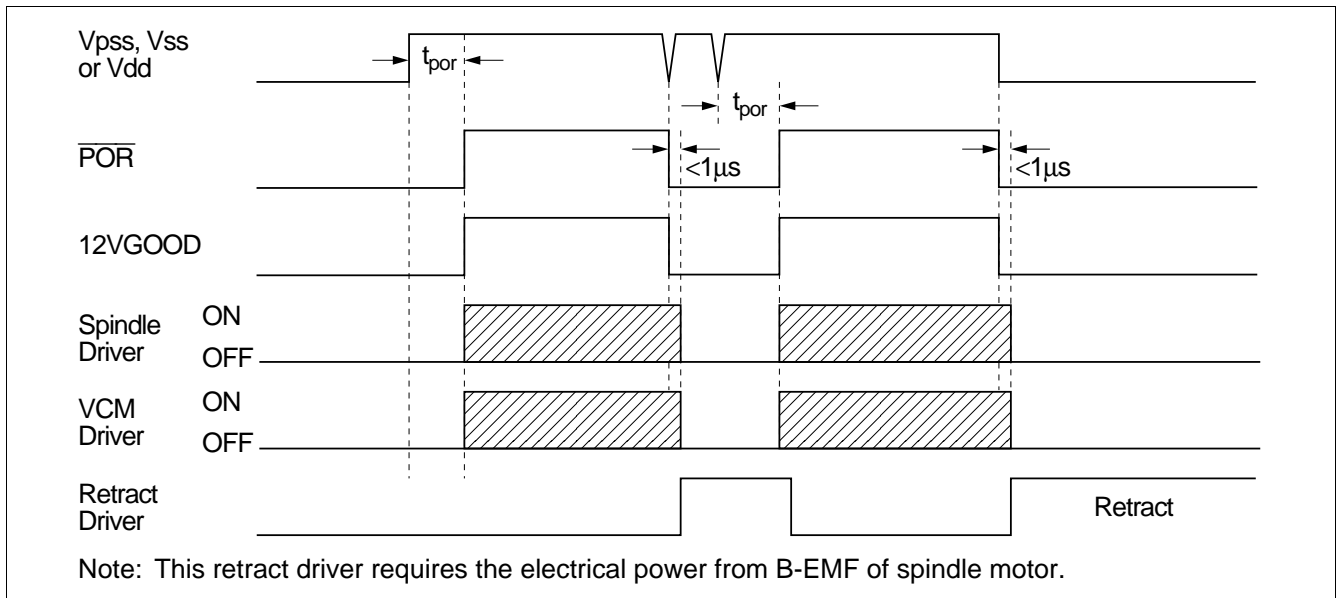 Vpss, Vss
or Vdd
tpor
tpor
POR
<1μs
<1μs
12VGOOD
Spindle
Driver
ON
OFF
VCM
Driver
ON
OFF
Retract
Driver
Retract
Note: This retract driver requires the electrical power from B-EMF of spindle motor.